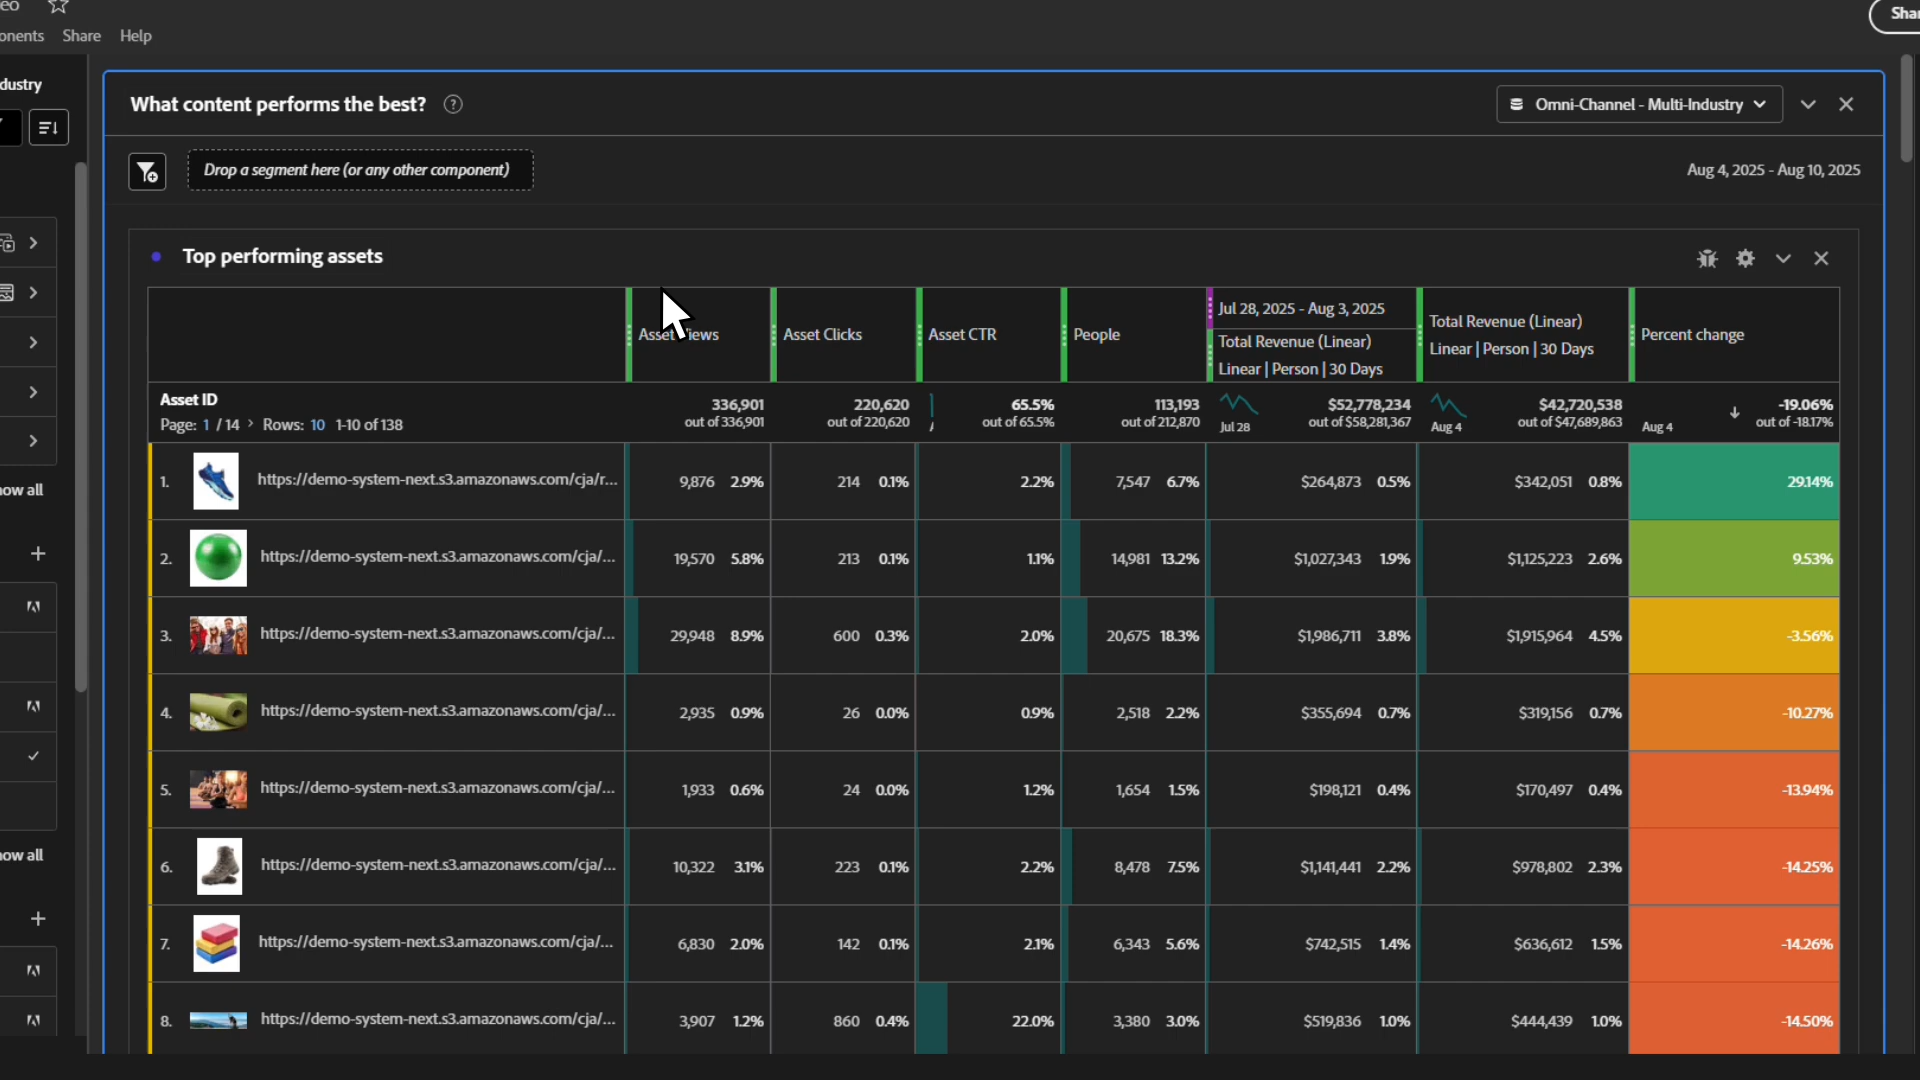 eo
Shar
onents Share Help
dustry
What content performs the best?
Omni-Channel - Multi-Industry
Drop a segment here (or any other component)
Aug 4, 2025 - Aug 10, 2025
Top performing assets
Asset Views
Asset Clicks
Asset CTR
People
Jul 28, 2025 - Aug 3, 2025
Total Revenue (Linear)
Linear | Person | 30 Days
Total Revenue (Linear)
Linear | Person | 30 Days
Percent change
Asset ID
Page: 1 / 14 > Rows: 10 1-10 of 138
336,901
out of 336,901
220,620
out of 220,620
65.5%
out of 65.5%
113,193
out of 212,870
Jul 28
$52,778,234
out of $58,281,367
Aug 4
$42,720,538
out of $47,689,863
Aug 4
-19.06%
out of -18.17%
1. https://demo-system-next.s3.amazonaws.com/cja/r... 9,876 2.9% 214 0.1% 2.2% 7,547 6.7% $264,873 0.5% $342,051 0.8% 29.14%
2. https://demo-system-next.s3.amazonaws.com/cja/... 19,570 5.8% 213 0.1% 1.1% 14,981 13.2% $1,027,343 1.9% $1,125,223 2.6% 9.53%
3. https://demo-system-next.s3.amazonaws.com/cja/... 29,948 8.9% 600 0.3% 2.0% 20,675 18.3% $1,986,711 3.8% $1,915,964 4.5% -3.56%
4. https://demo-system-next.s3.amazonaws.com/cja/... 2,935 0.9% 26 0.0% 0.9% 2,518 2.2% $355,694 0.7% $319,156 0.7% -10.27%
5. https://demo-system-next.s3.amazonaws.com/cja/... 1,933 0.6% 24 0.0% 1.2% 1,654 1.5% $198,121 0.4% $170,497 0.4% -13.94%
6. https://demo-system-next.s3.amazonaws.com/cja/... 10,322 3.1% 223 0.1% 2.2% 8,478 7.5% $1,141,441 2.2% $978,802 2.3% -14.25%
7. https://demo-system-next.s3.amazonaws.com/cja/... 6,830 2.0% 142 0.1% 2.1% 6,343 5.6% $742,515 1.4% $636,612 1.5% -14.26%
8. https://demo-system-next.s3.amazonaws.com/cja/... 3,907 1.2% 860 0.4% 22.0% 3,380 3.0% $519,836 1.0% $444,439 1.0% -14.50%
ow all
ow all